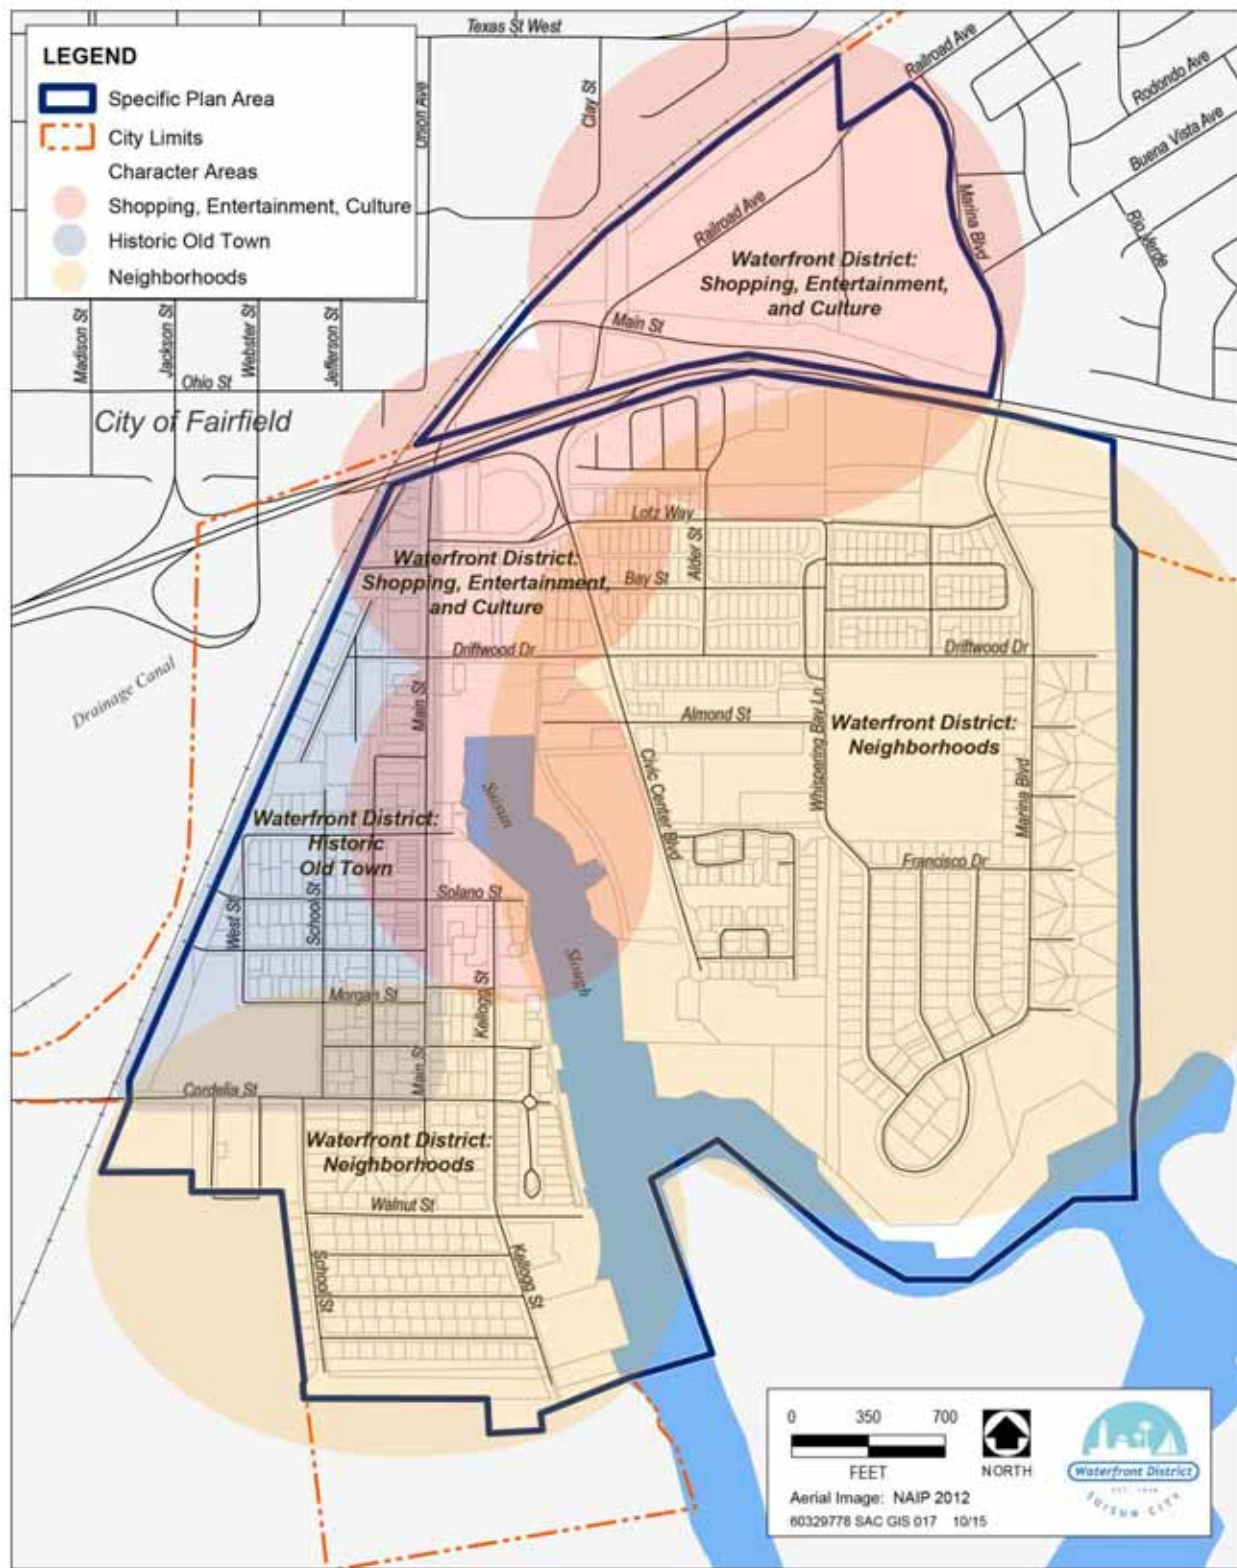 Texas St West
LEGEND
Specific Plan Area
City Limits
Character Areas
Shopping, Entertainment, Culture
Historic Old Town
Neighborhoods
Union Ave
Clay St
Railroad Ave
Rodondo Ave
Buena Vista Ave
Rio Verde
Marina Blvd
Railroad Ave
Waterfront District:
Shopping, Entertainment,
and Culture
Main St
Madison St
Jackson St
Webster St
Jefferson St
Ohio St
City of Fairfield
Lotz Way
Alder St
Bay St
Waterfront District:
Shopping, Entertainment,
and Culture
Driftwood Dr
Driftwood Dr
Drainage Canal
Main St
Almond St
Whispering Bay Ln
Waterfront District:
Neighborhoods
Civic Center Blvd
Marina Blvd
Suisun
Slough
Waterfront District:
Historic
Old Town
Francisco Dr
Solano St
West St
School St
Kellogg St
Morgan St
Main St
Cordelia St
Waterfront District:
Neighborhoods
Walnut St
School St
Kellogg St
0 350 700
FEET
NORTH
Aerial Image: NAIP 2012
60329778 SAC GIS 017 10/15
Waterfront District
SUISUN CITY